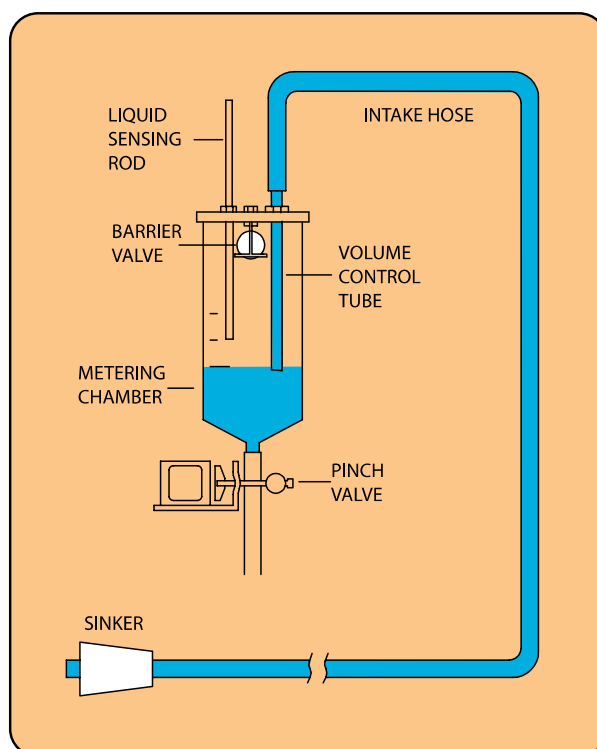 LIQUID
SENSING
ROD
INTAKE HOSE
BARRIER
VALVE
VOLUME
CONTROL
TUBE
METERING
CHAMBER
PINCH
VALVE
SINKER